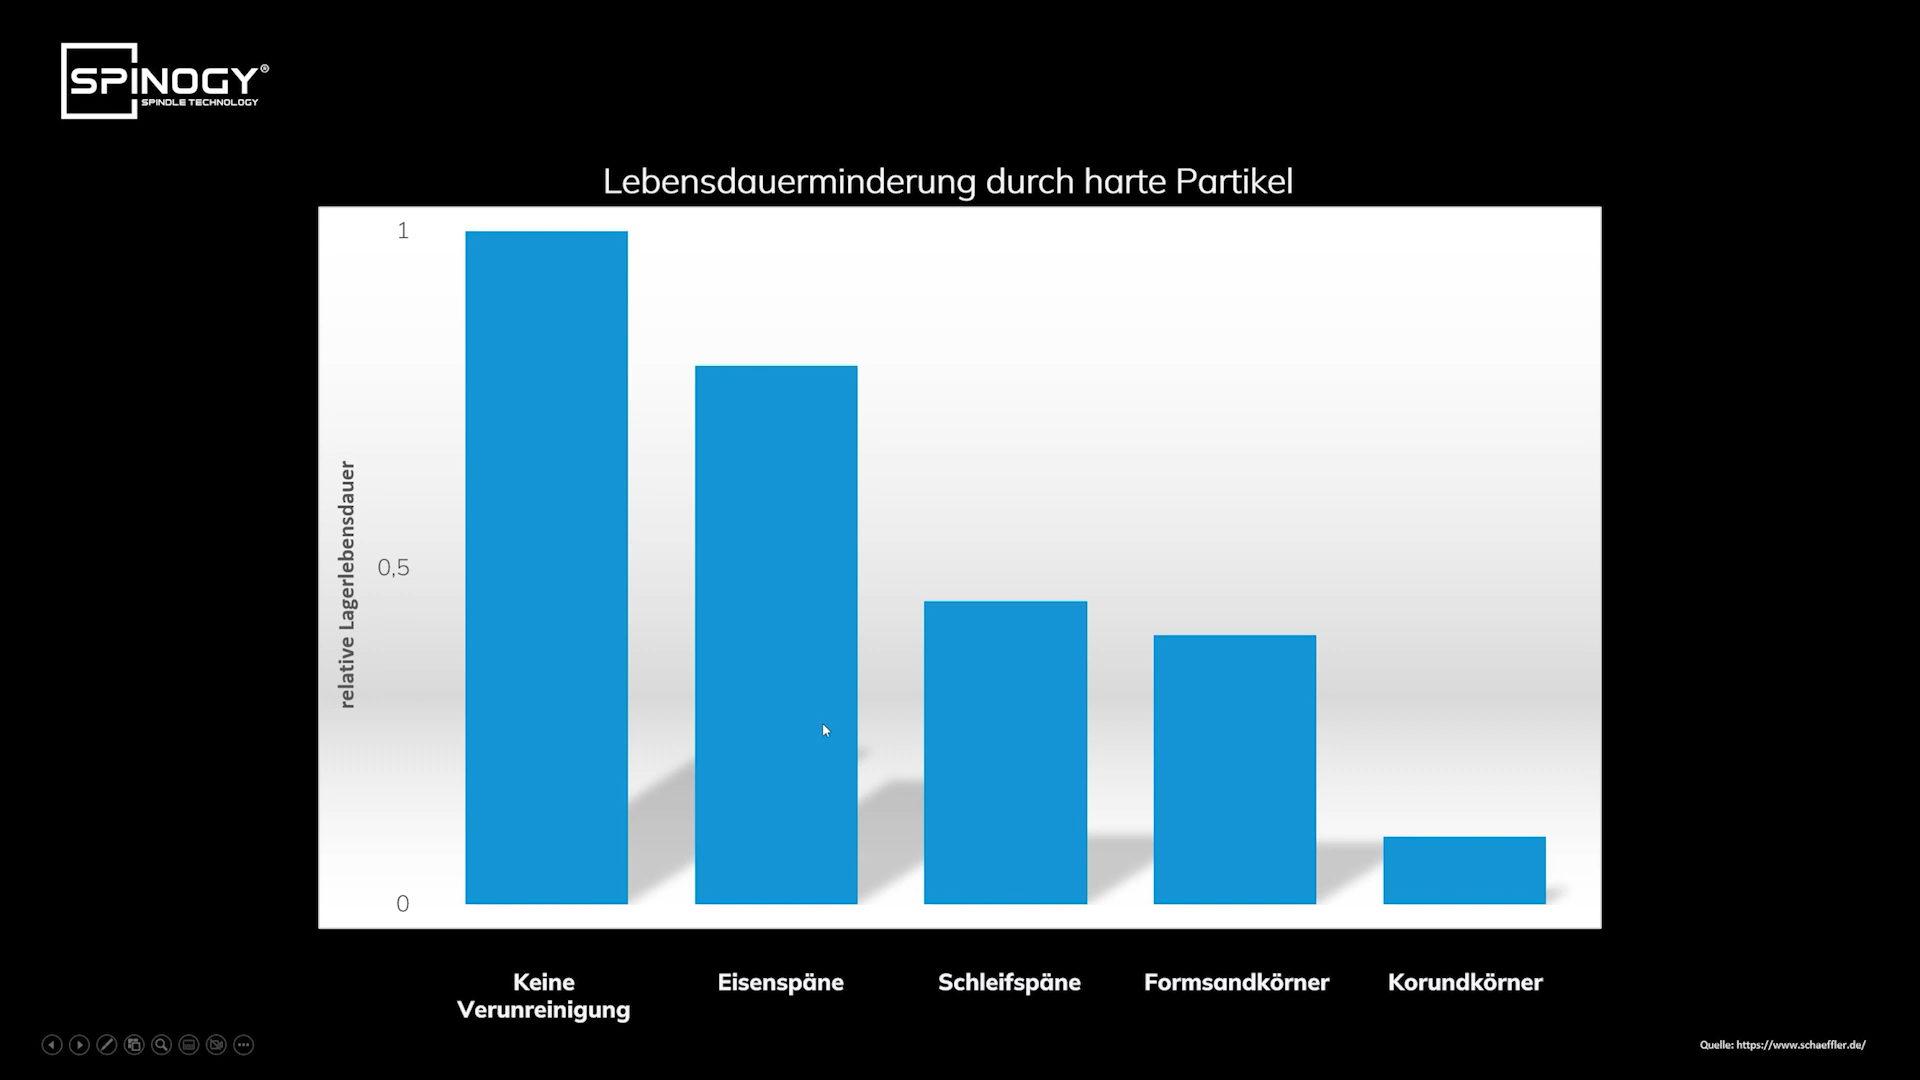 SPINOGY®
SPINDLE TECHNOLOGY
Lebensdauerminderung durch harte Partikel
1
0,5
0
relative Lagerlebensdauer
Keine
Verunreinigung
Eisenspäne
Schleifspäne
Formsandkörner
Korundkörner
Quelle: https://www.schaeffler.de/